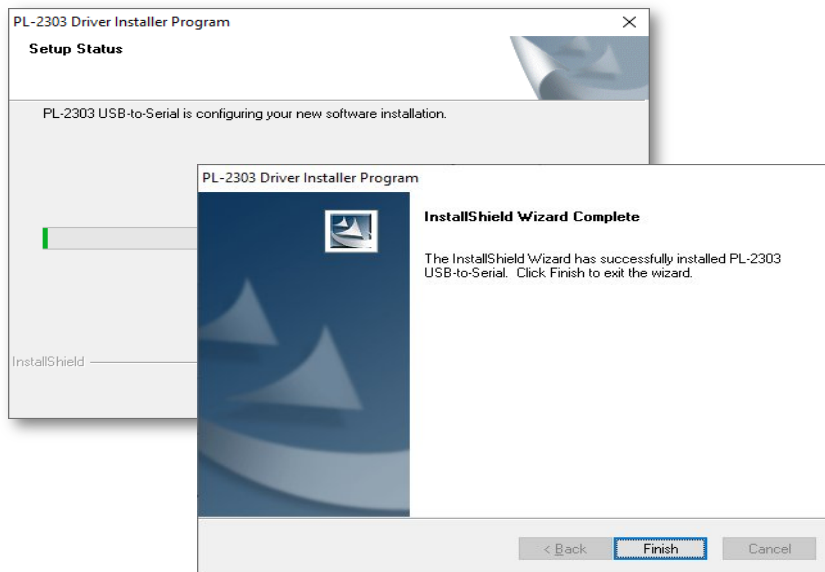 PL-2303 Driver Installer Program
Setup Status
PL-2303 USB-to-Serial is configuring your new software installation.
InstallShield
PL-2303 Driver Installer Program
InstallShield Wizard Complete
The InstallShield Wizard has successfully installed PL-2303
USB-to-Serial. Click Finish to exit the wizard.
< Back
Finish
Cancel